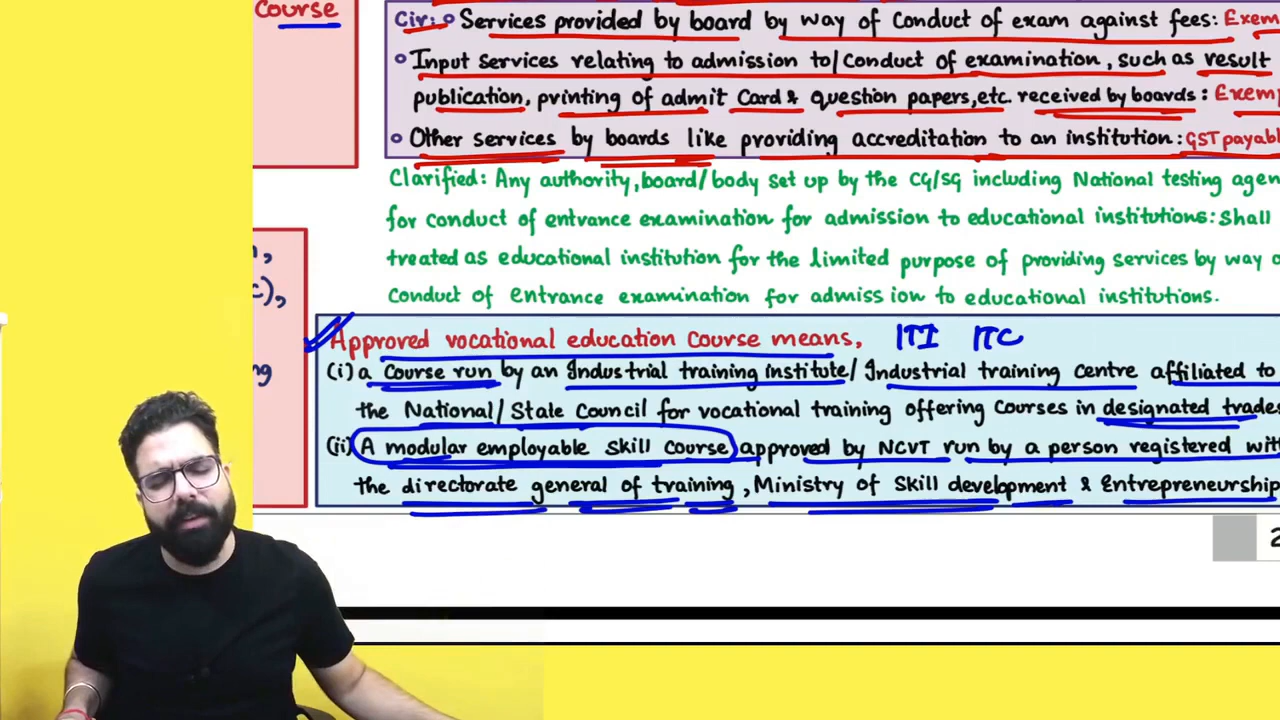 Course
Cir: Services provided by board by way of Conduct of exam against fees: Exem
Input services relating to admission to/Conduct of examination, such as result
publication, printing of admit Card & question papers, etc. received by boards: Exem
Other services by boards like providing accreditation to an institution: GST payabl
Clarified: Any authority, board/body set up by the CG/SG including National testing agen
for conduct of entrance examination for admission to educational institutions: Shall
treated as educational institution for the limited purpose of providing services by way o
Conduct of Entrance examination for admission to educational institutions.
c),
ng
Approved vocational education Course means, ITI ITC
(i) a Course run by an Industrial training institute/ Industrial training centre affiliated to
the National/State Council for vocational training offering Courses in designated trades
(ii) A modular employable Skill Course approved by NCVT run by a person registered wit
the directorate general of training, Ministry of Skill development & Entrepreneurship
2